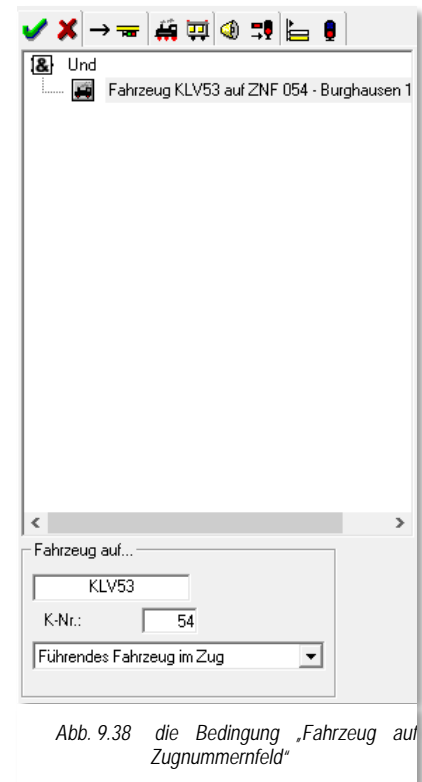 & Und
Fahrzeug KLV53 auf ZNF 054 - Burghausen 1
Fahrzeug auf...
KLV53
K-Nr.: 54
Führendes Fahrzeug im Zug
Abb. 9.38 die Bedingung „Fahrzeug auf
Zugnummernfeld“